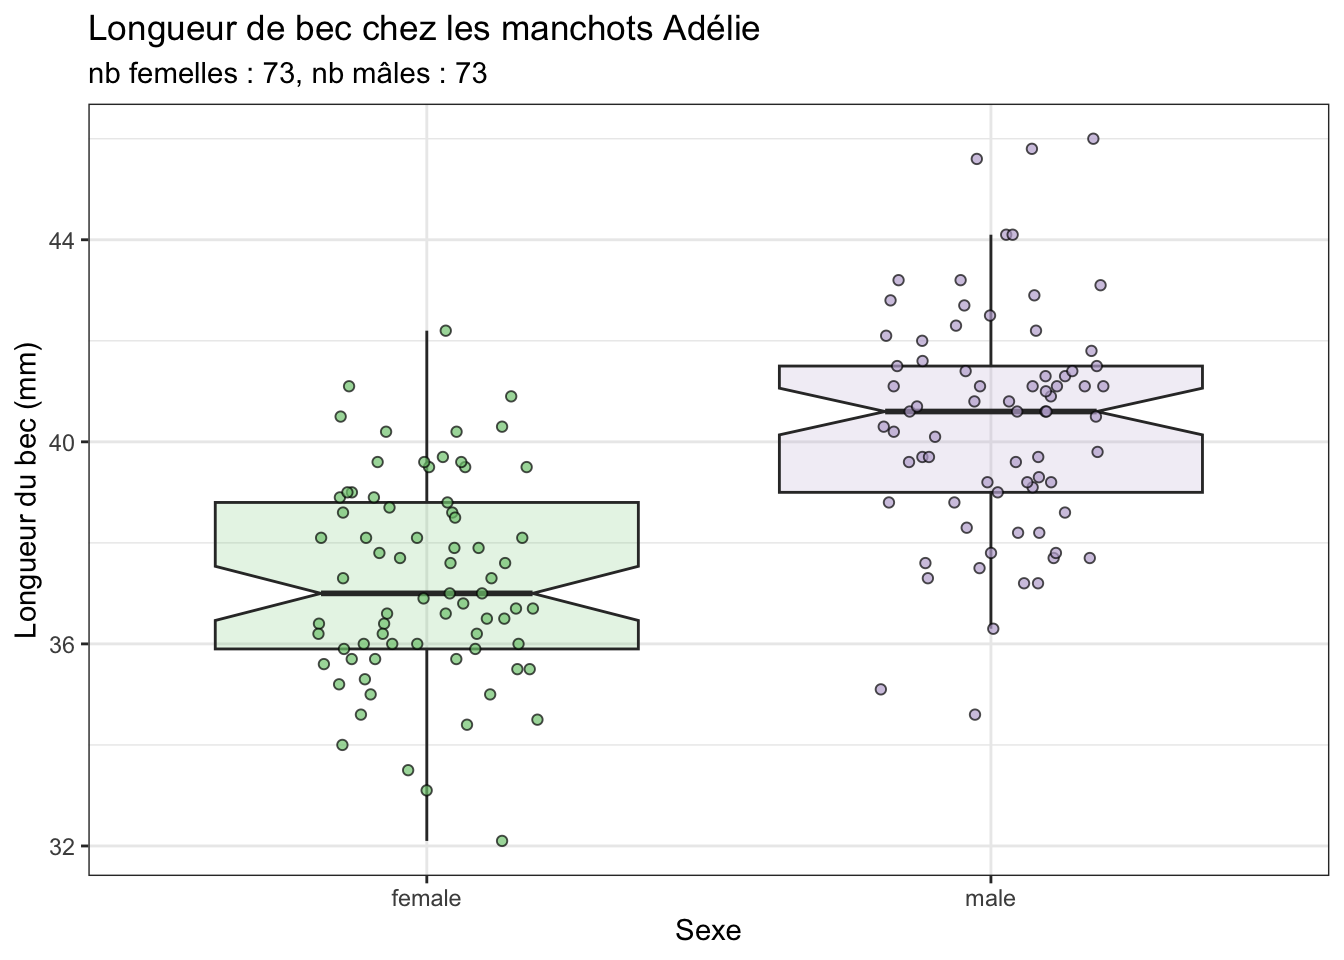 Longueur de bec chez les manchots Adélie
nb femelles : 73, nb mâles : 73
Longueur du bec (mm)
44
40
36
32
female
male
Sexe